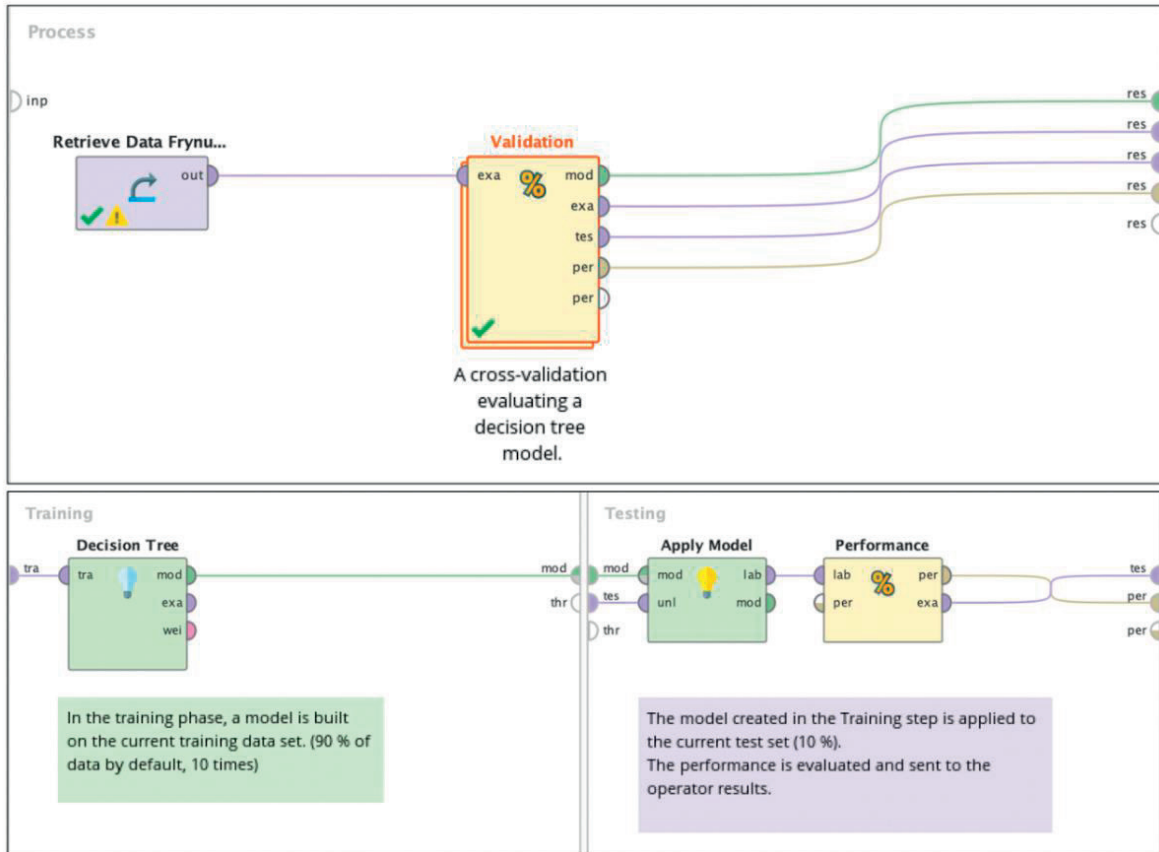 Process
inp
res
res
res
res
res
Retrieve Data Frynu...
out
Validation
exa
mod
exa
tes
per
per
A cross-validation
evaluating a
decision tree
model.
Training
Decision Tree
tra
tra
mod
exa
wei
mod
thr
In the training phase, a model is built
on the current training data set. (90 % of
data by default, 10 times)
Testing
Apply Model
Performance
mod
tes
thr
mod
unl
lab
mod
lab
per
per
exa
tes
per
per
The model created in the Training step is applied to
the current test set (10 %).
The performance is evaluated and sent to the
operator results.